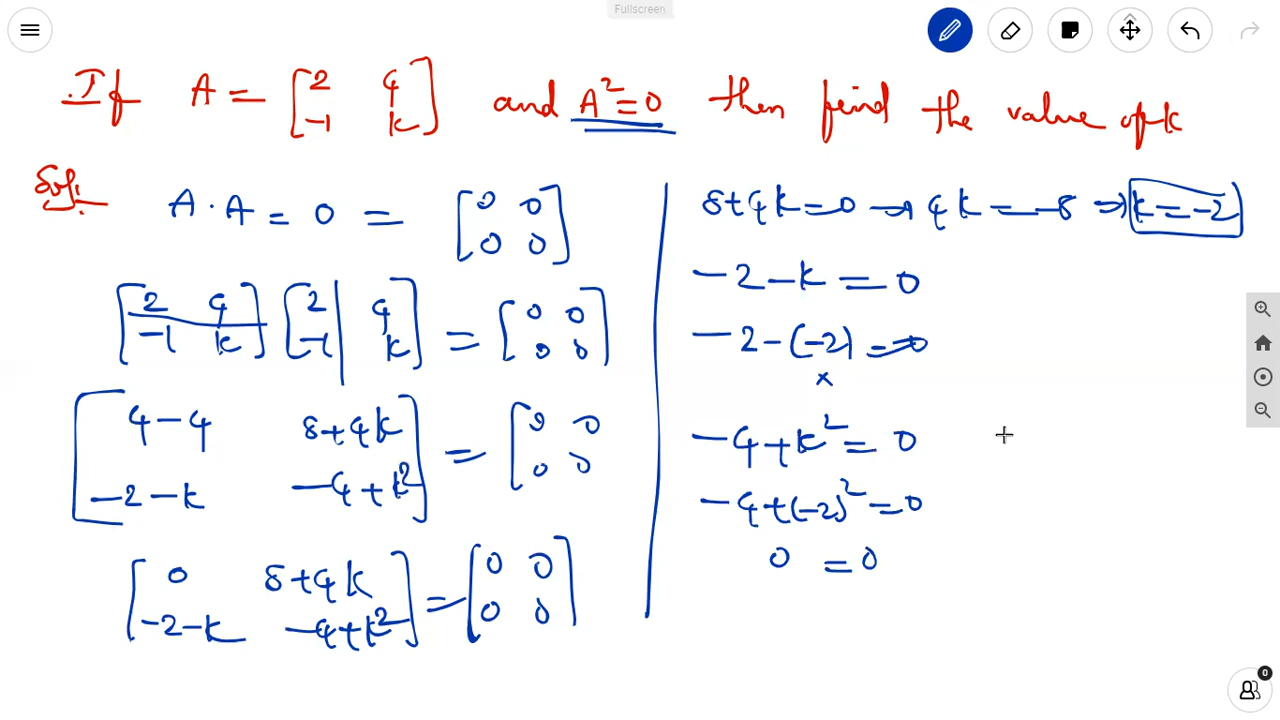 Fullscreen
If A = [2 4; -1 k] and A²=0 then find the value of k
Sol:
A · A = 0 = [0 0; 0 0]
[2 4; -1 k] [2 4; -1 k] = [0 0; 0 0]
[4-4 8+4k; -2-k -4+k²] = [0 0; 0 0]
[0 8+4k; -2-k -4+k²] = [0 0; 0 0]
8+4k=0 → 4k=-8 ⇒ k=-2
-2-k=0
-2-(-2)=0
x
-4+k²=0
-4+(-2)²=0
0 =0
0